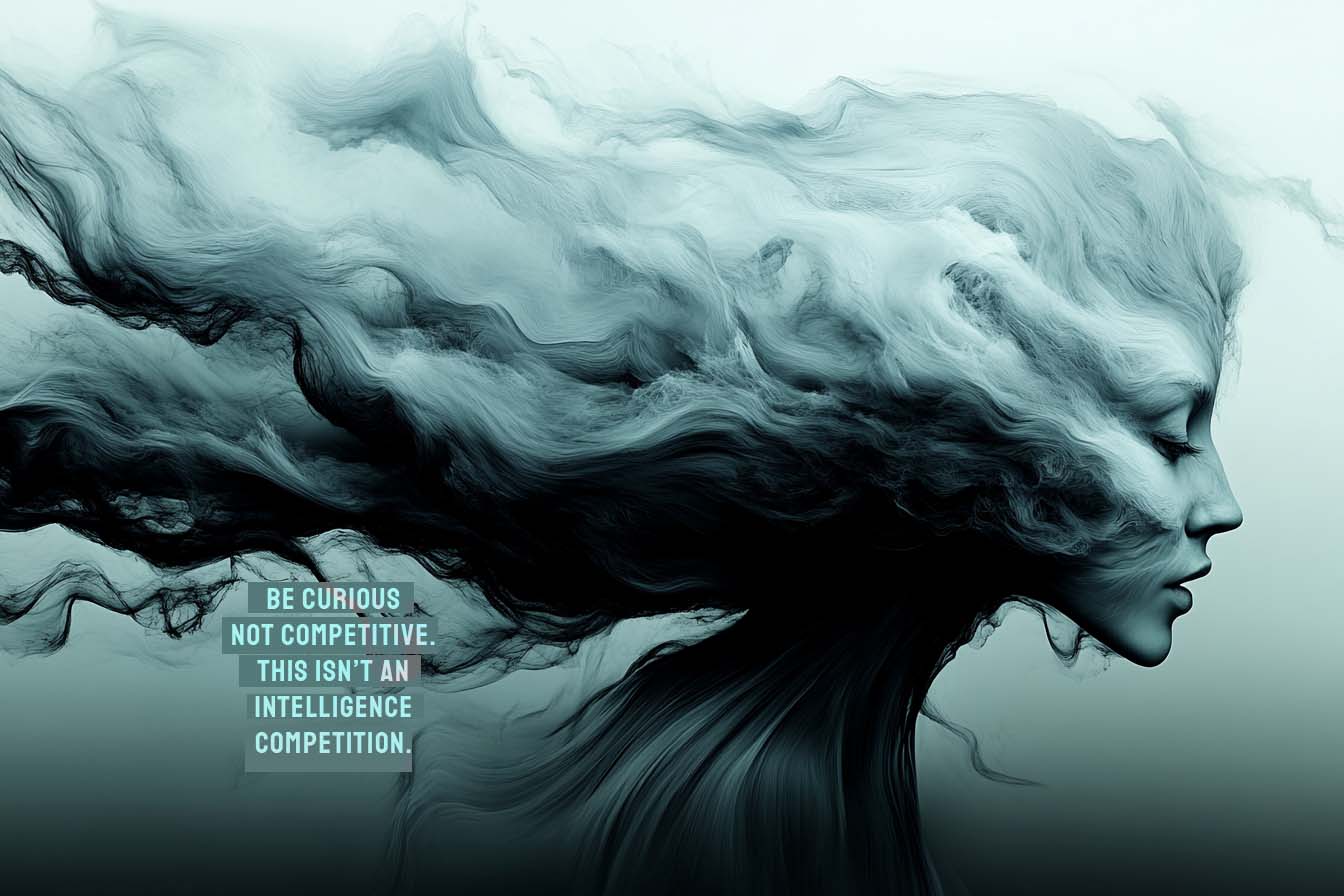 BE CURIOUS
NOT COMPETITIVE.
THIS ISN’T AN
INTELLIGENCE
COMPETITION.